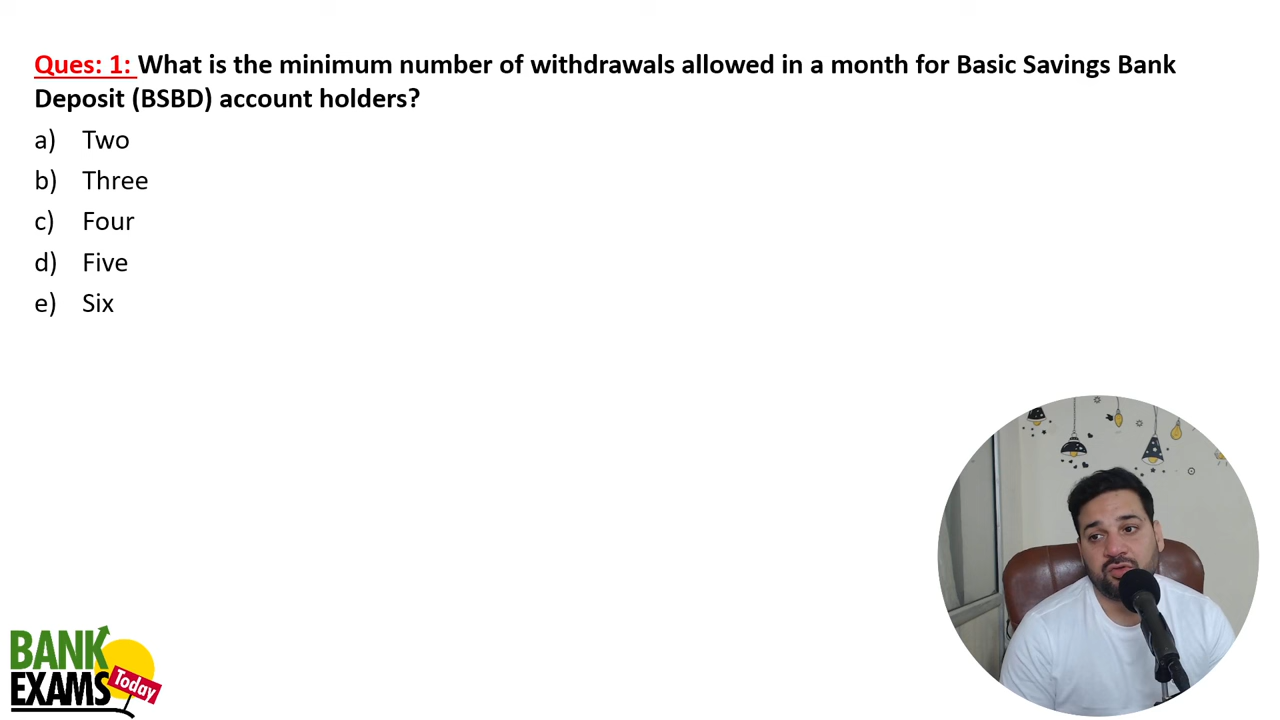 Ques: 1: What is the minimum number of withdrawals allowed in a month for Basic Savings Bank
Deposit (BSBD) account holders?
a) Two
b) Three
c) Four
d) Five
e) Six
BANK
EXAMS
Today